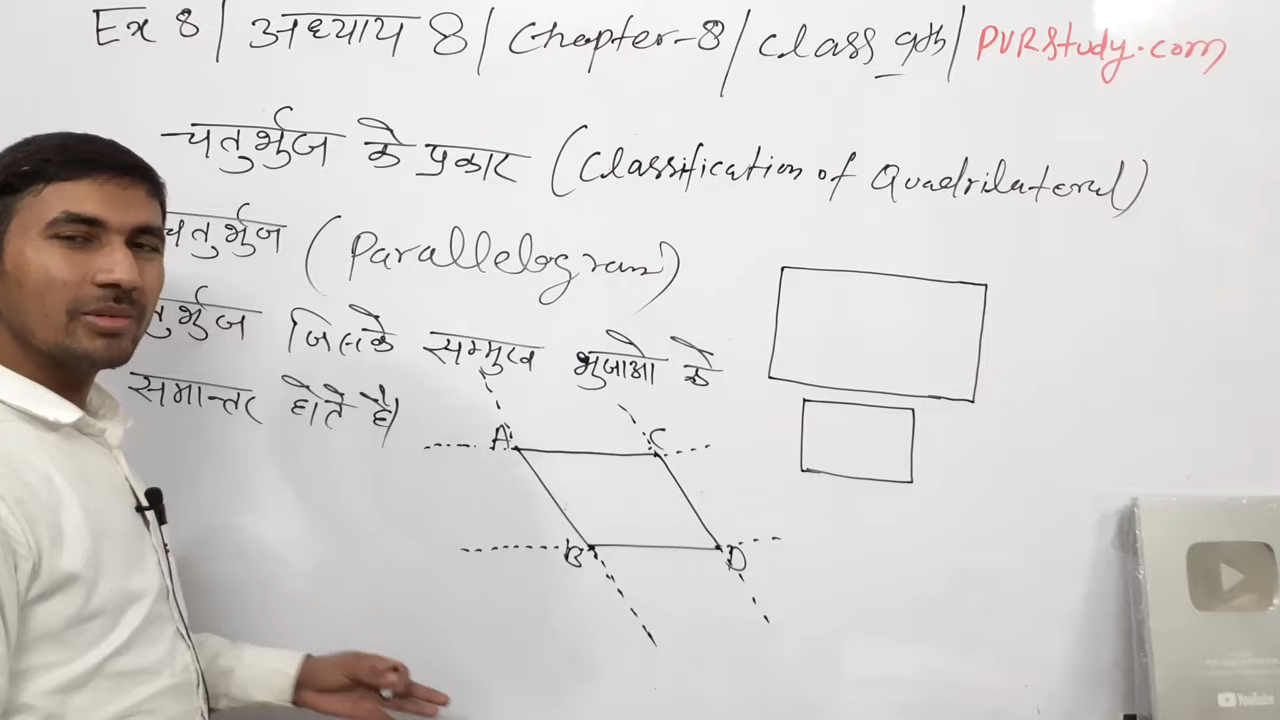 Ex 8 | अध्याय 8 | Chapter-8 | class 9th | PVRStudy.com
चतुर्भुज के प्रकार (Classification of Quadrilateral)
चतुर्भुज (Parallelogram)
तुर्भुज जिसके सम्मुख भुजाओ के
समान्तर होते है।
A C
B D
YouTube